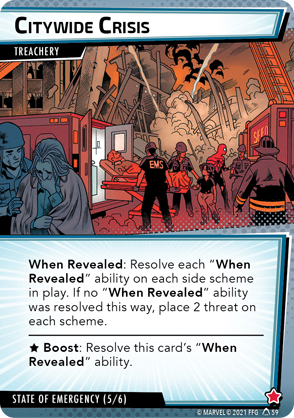 CITYWIDE CRISIS
TREACHERY
EMS
When Revealed: Resolve each "When
Revealed" ability on each side scheme
in play. If no "When Revealed" ability
was resolved this way, place 2 threat on
each scheme.
★ Boost: Resolve this card's "When
Revealed" ability.
STATE OF EMERGENCY (5/6)
© MARVEL © 2021 FFG 59